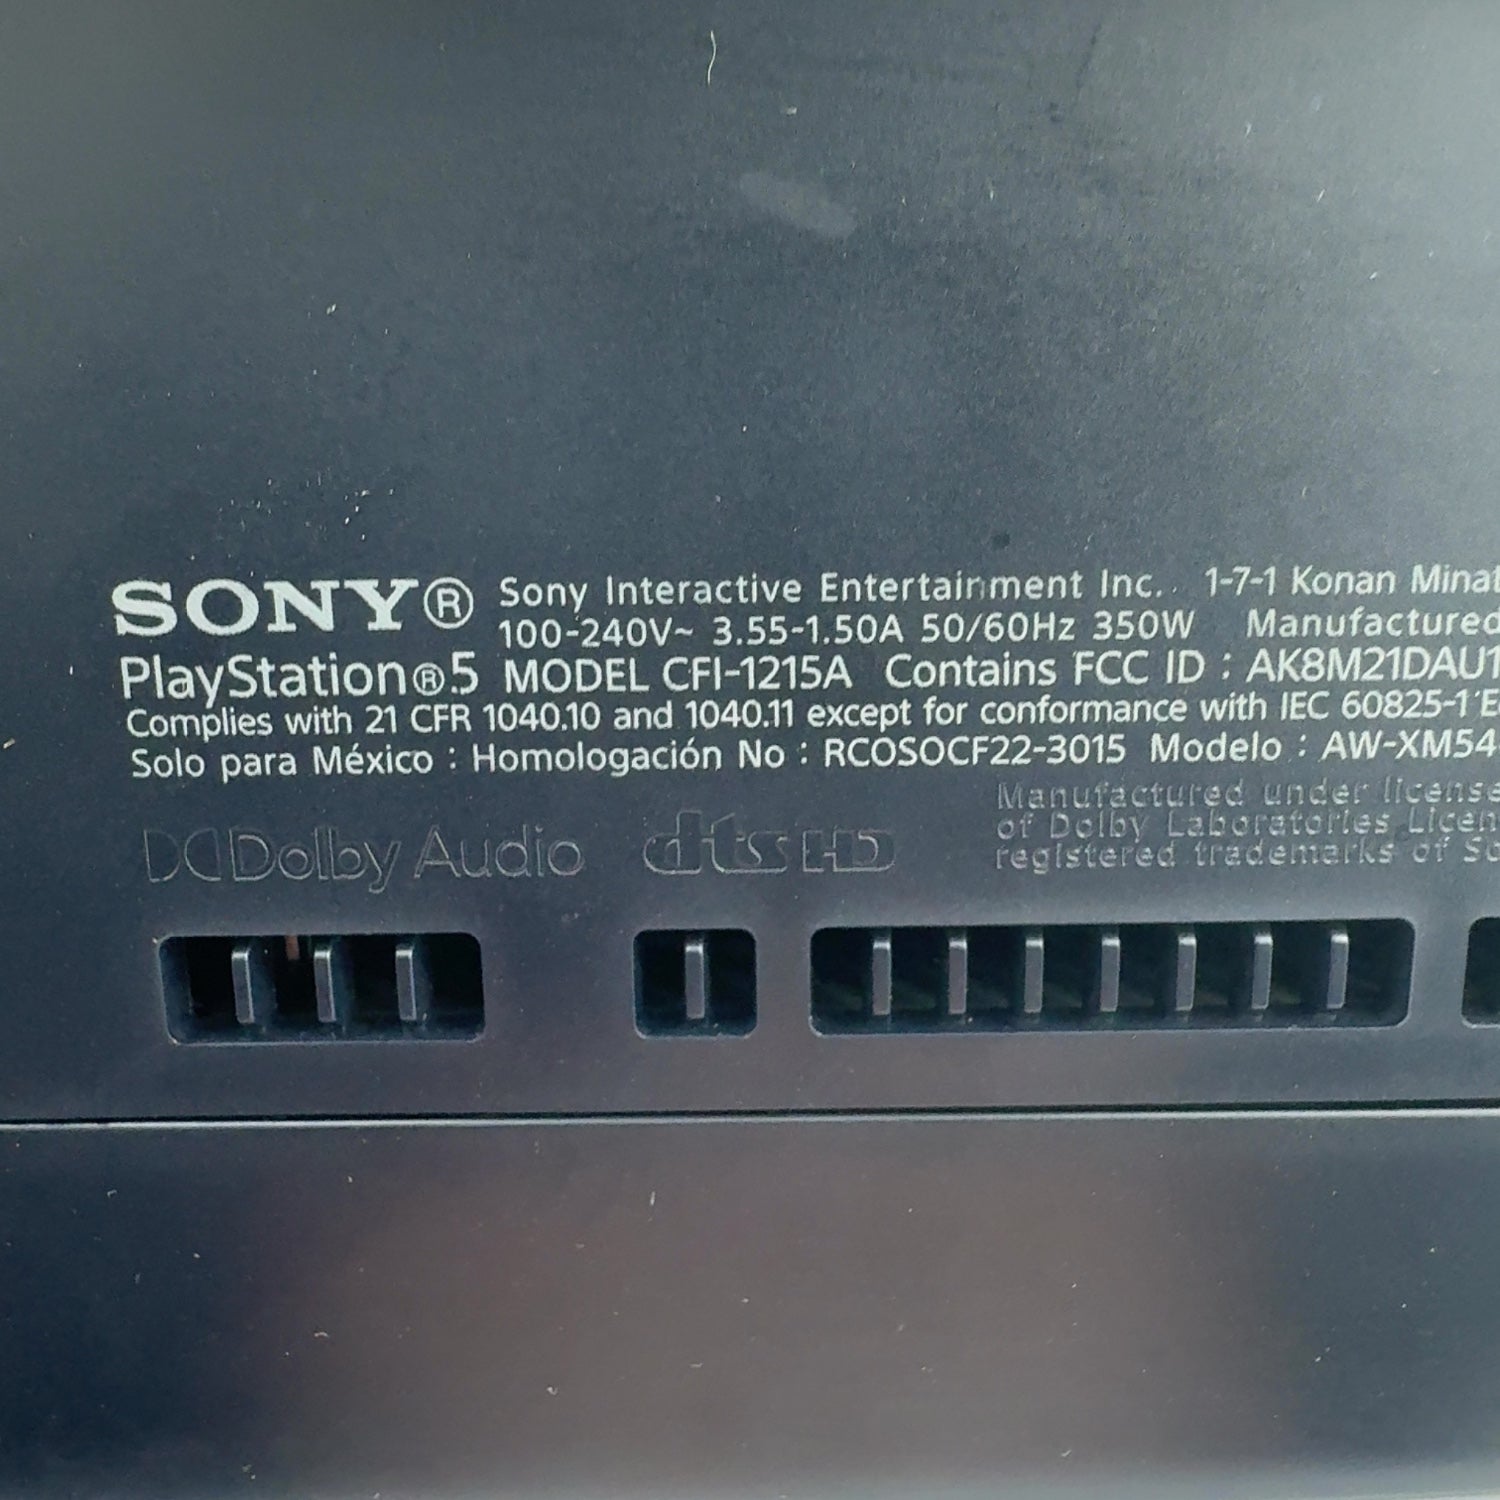 SONY® Sony Interactive Entertainment Inc. 1-7-1 Konan Minat
100-240V~ 3.55-1.50A 50/60Hz 350W Manufactured
PlayStation®5 MODEL CFI-1215A Contains FCC ID : AK8M21DAU1
Complies with 21 CFR 1040.10 and 1040.11 except for conformance with IEC 60825-1 E
Solo para México : Homologación No : RCOSOCF22-3015 Modelo : AW-XM54
Dolby Audio dts HD
Manufactured under license
of Dolby Laboratories Licen
registered trademarks of So